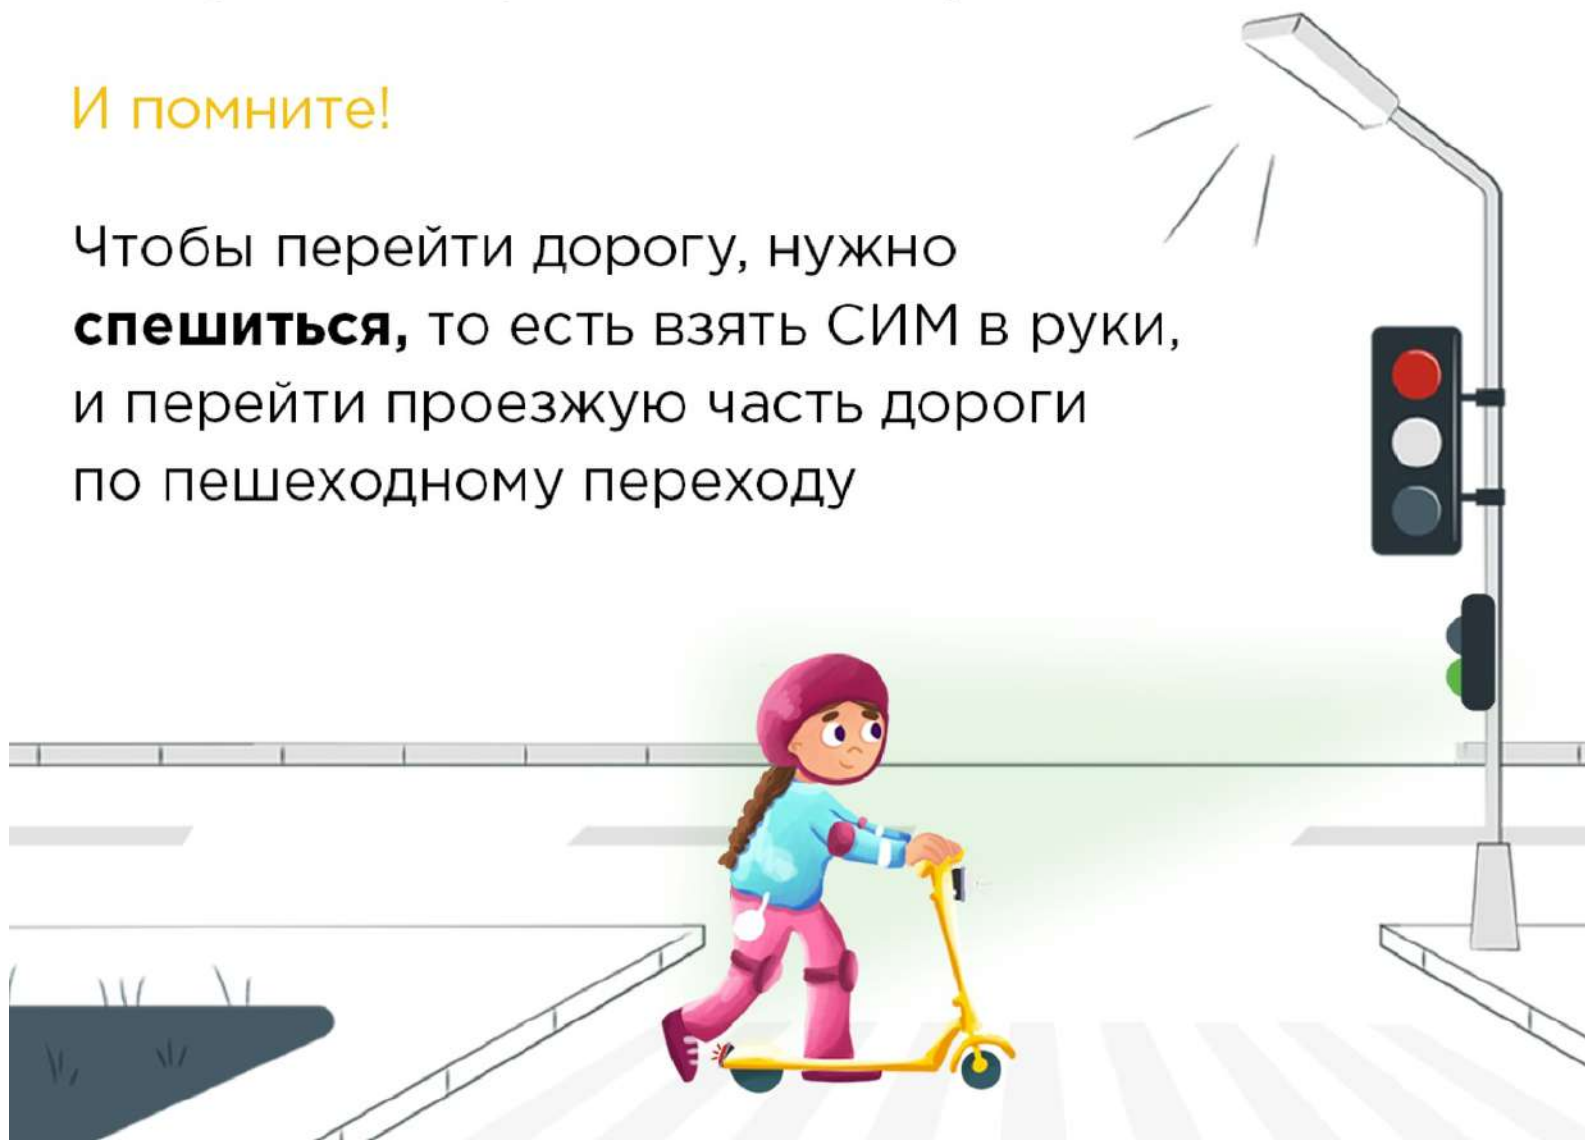 И помните!
Чтобы перейти дорогу, нужно
спешиться, то есть взять СИМ в руки,
и перейти проезжую часть дороги
по пешеходному переходу